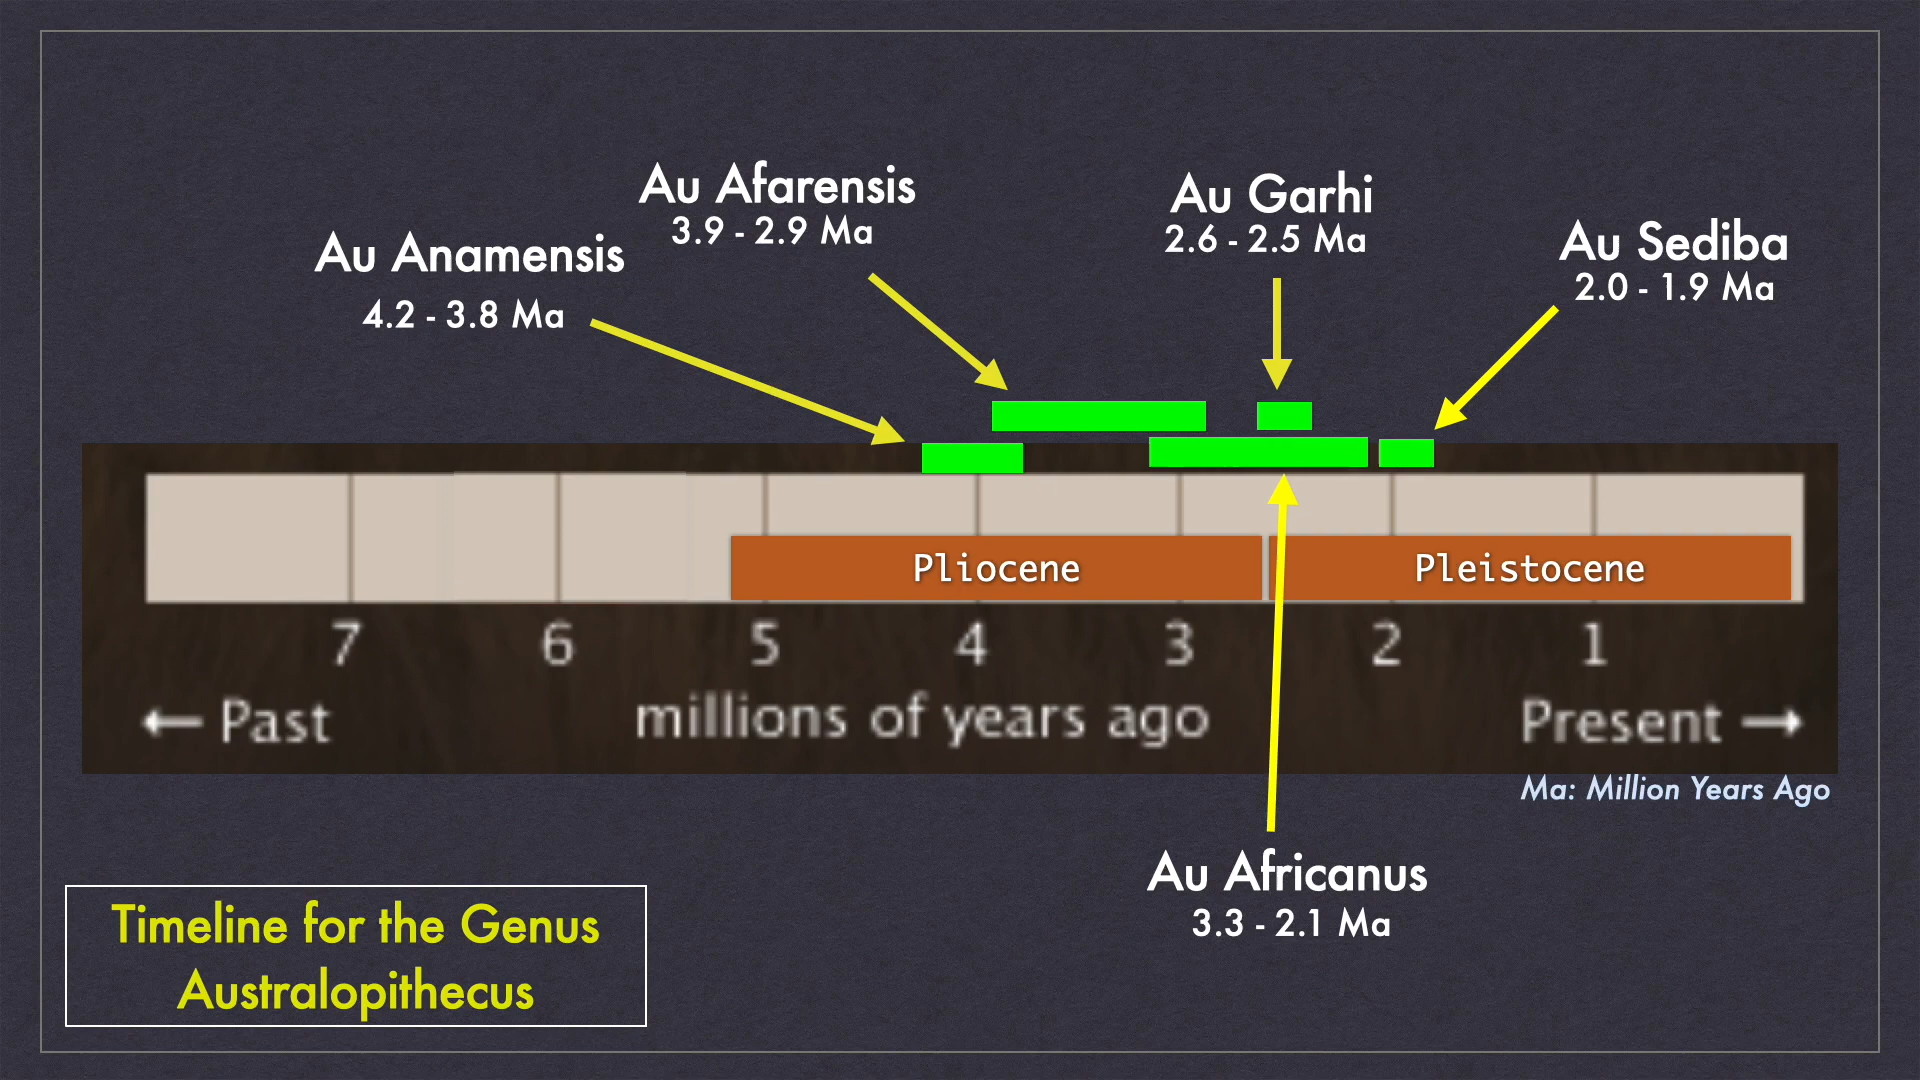 Au Afarensis
3.9 - 2.9 Ma
Au Garhi
2.6 - 2.5 Ma
Au Sediba
2.0 - 1.9 Ma
Au Anamensis
4.2 - 3.8 Ma
Pliocene
Pleistocene
7 6 5 4 3 2 1
← Past
millions of years ago
Present →
Ma: Million Years Ago
Au Africanus
3.3 - 2.1 Ma
Timeline for the Genus
Australopithecus